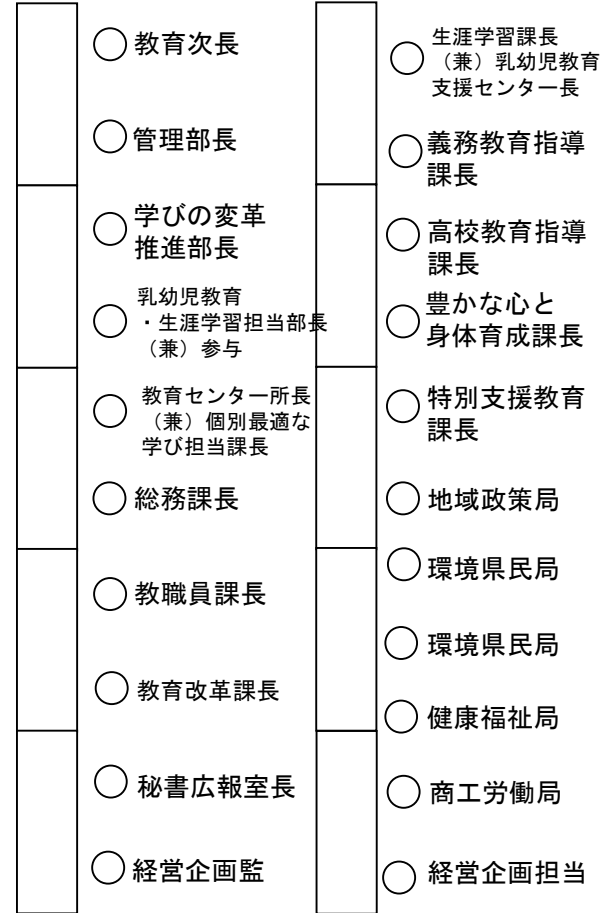 教育次長
管理部長
学びの変革
推進部長
乳幼児教育
・生涯学習担当部長
（兼）参与
教育センター所長
（兼）個別最適な
学び担当課長
総務課長
教職員課長
教育改革課長
秘書広報室長
経営企画監
生涯学習課長
（兼）乳幼児教育
支援センター長
義務教育指導
課長
高校教育指導
課長
豊かな心と
身体育成課長
特別支援教育
課長
地域政策局
環境県民局
環境県民局
健康福祉局
商工労働局
経営企画担当